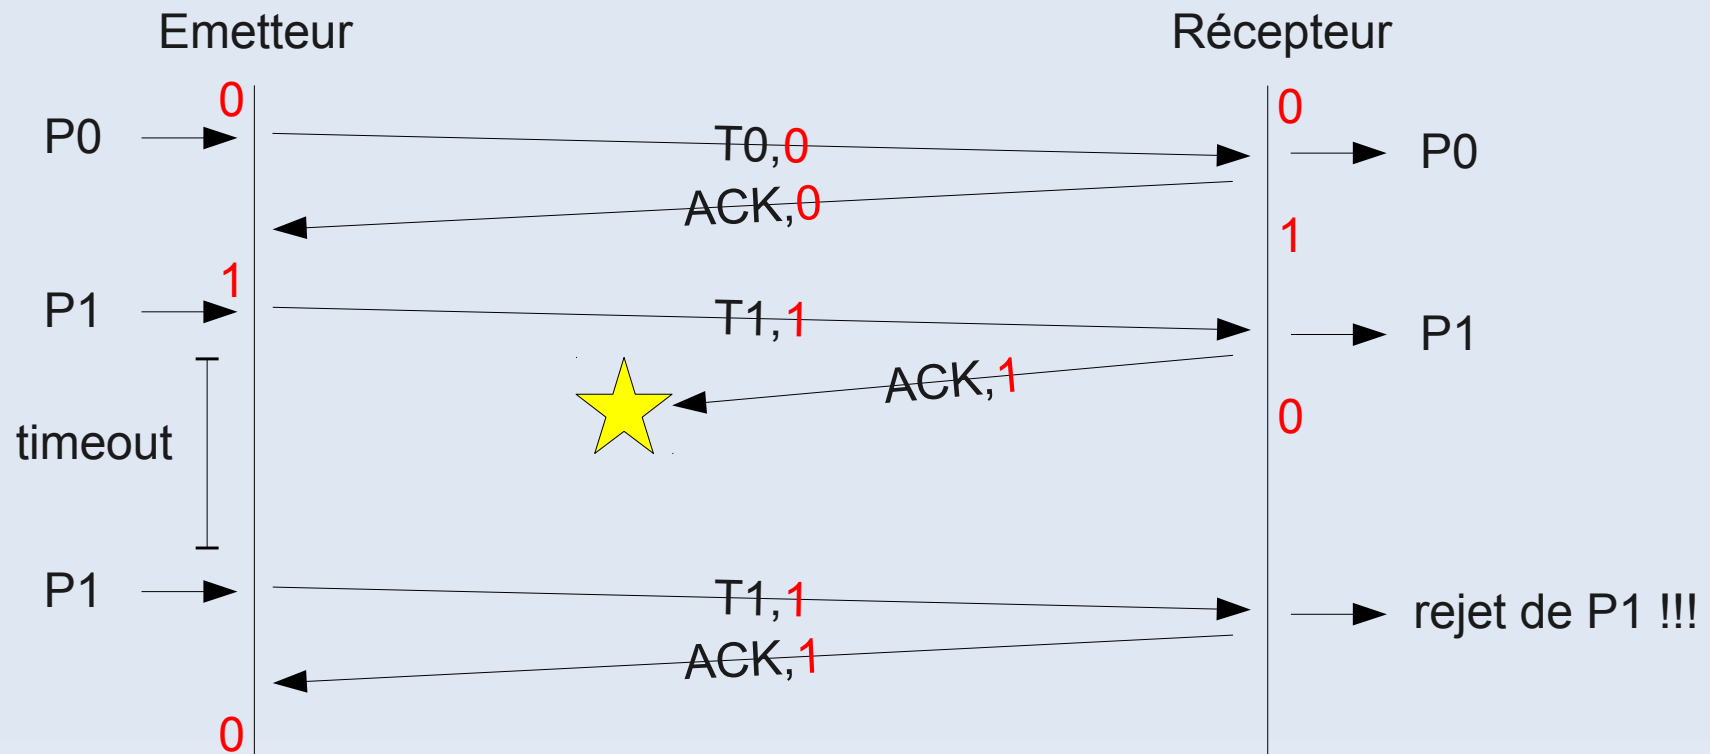 Emetteur
Récepteur
0
0
P0
T0,0
P0
ACK,0
1
1
P1
T1,1
P1
ACK,1
0
timeout
P1
T1,1
rejet de P1 !!!
ACK,1
0